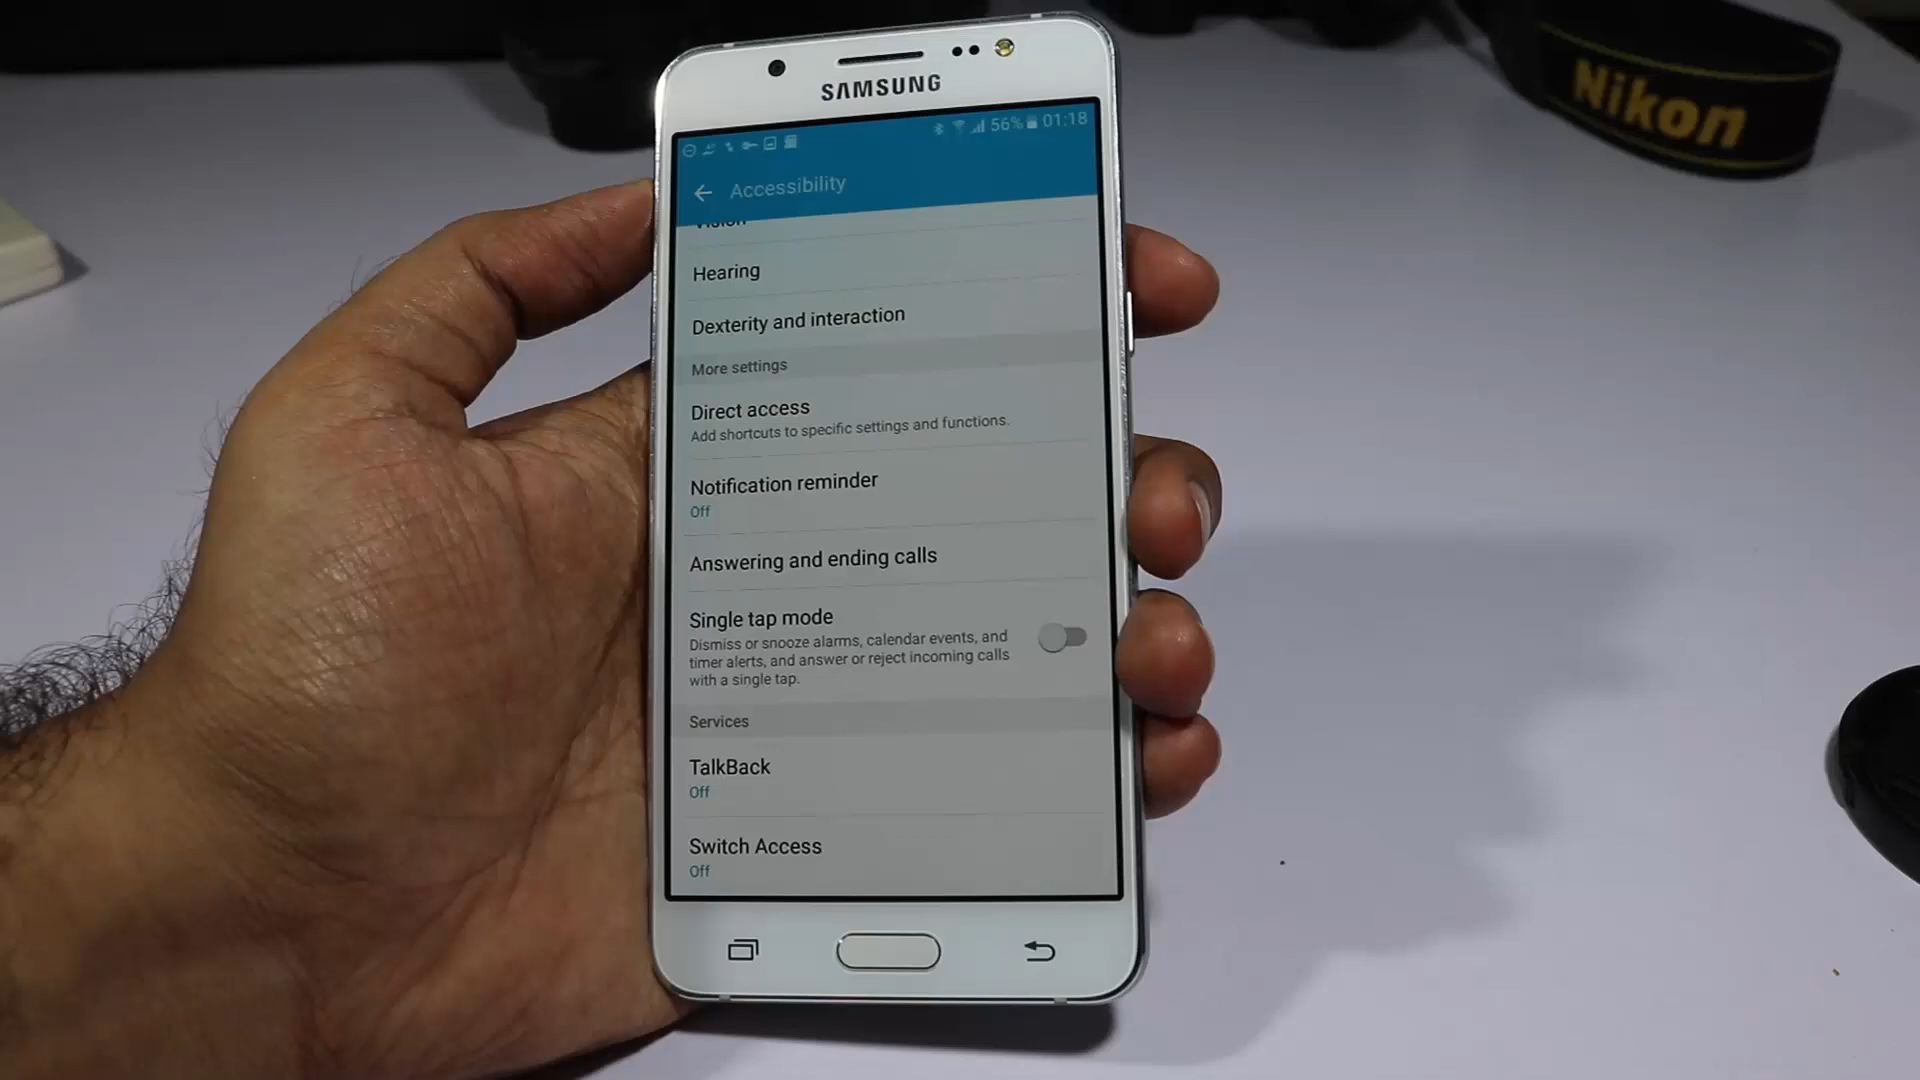 SAMSUNG
56% 01:18
Accessibility
Vision
Hearing
Dexterity and interaction
More settings
Direct access
Add shortcuts to specific settings and functions.
Notification reminder
Off
Answering and ending calls
Single tap mode
Dismiss or snooze alarms, calendar events, and
timer alerts, and answer or reject incoming calls
with a single tap.
Services
TalkBack
Off
Switch Access
Off
Nikon